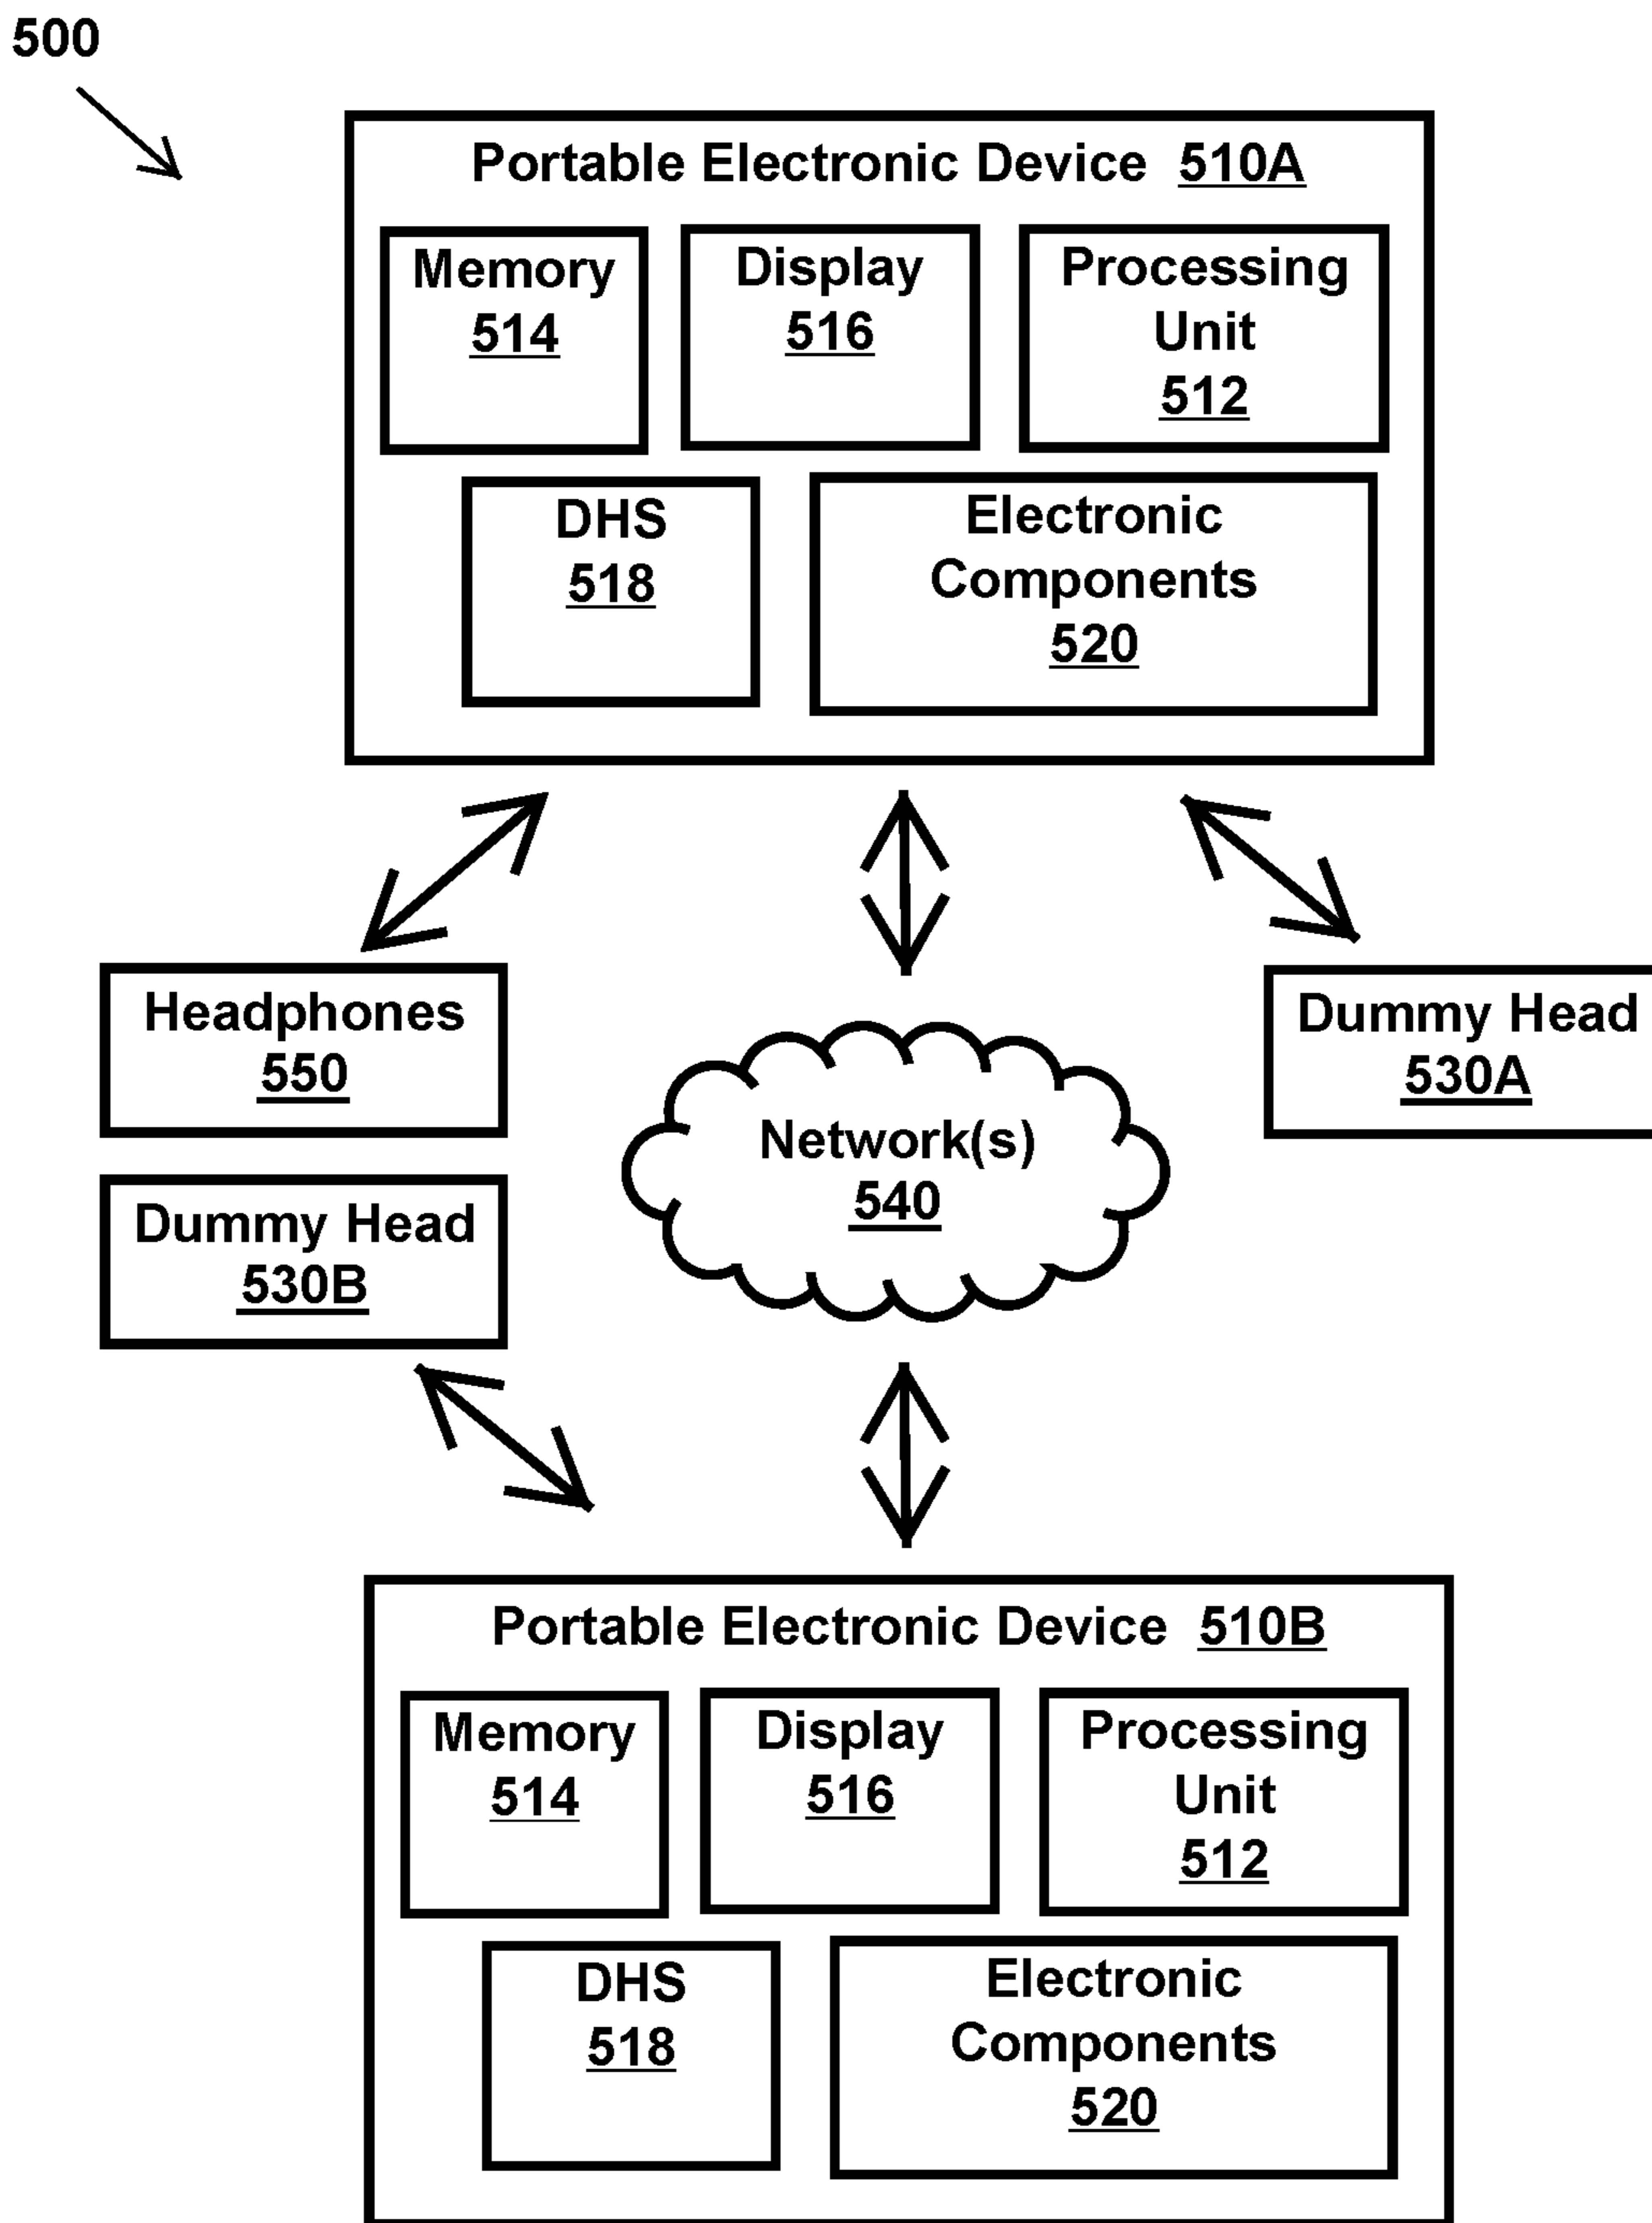 500
Portable Electronic Device 510A
Memory
514
Display
516
Processing
Unit
512
DHS
518
Electronic
Components
520
Headphones
550
Dummy Head
530A
Network(s)
540
Dummy Head
530B
Portable Electronic Device 510B
Memory
514
Display
516
Processing
Unit
512
DHS
518
Electronic
Components
520